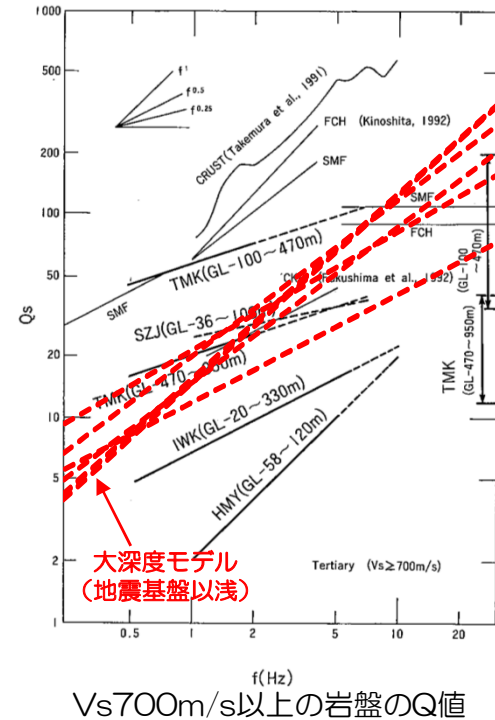 1000
500
200
100
50
20
10
5
2
1
Qs
f¹
f⁰·⁵
f⁰·²⁵
CRUST(Takemura et al., 1991)
FCH (Kinoshita, 1992)
SMF
SMF
FCH
TMK(GL-100~470m)
SMF
SZJ(GL-36~
TMK(GL-470~
IWK(GL-20~330m)
HMY(GL-58~120m)
(GL-100
~470m)
TMK
(GL-470~950m)
大深度モデル
(地震基盤以浅)
Tertiary (Vs≥700m/s)
0.5
1
2
5
10
20
f(Hz)
Vs700m/s以上の岩盤のQ値